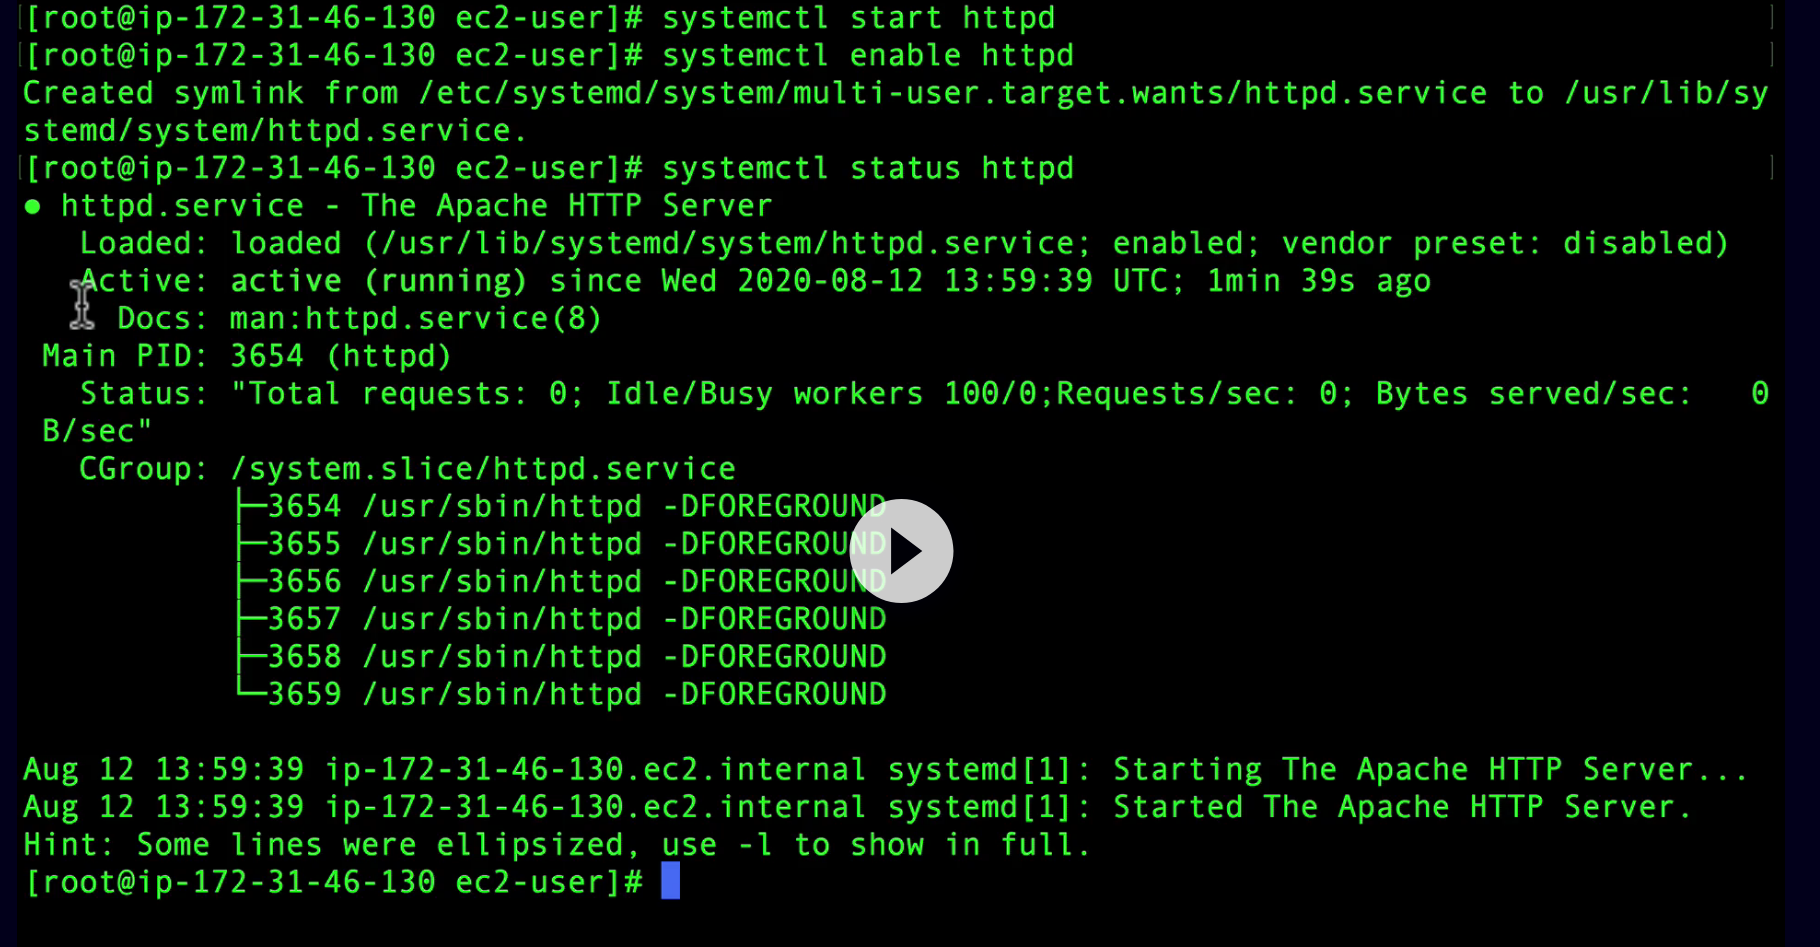 [root@ip-172-31-46-130 ec2-user]# systemctl start httpd
[root@ip-172-31-46-130 ec2-user]# systemctl enable httpd
Created symlink from /etc/systemd/system/multi-user.target.wants/httpd.service to /usr/lib/sy
stemd/system/httpd.service.
[root@ip-172-31-46-130 ec2-user]# systemctl status httpd
● httpd.service - The Apache HTTP Server
   Loaded: loaded (/usr/lib/systemd/system/httpd.service; enabled; vendor preset: disabled)
   Active: active (running) since Wed 2020-08-12 13:59:39 UTC; 1min 39s ago
     Docs: man:httpd.service(8)
 Main PID: 3654 (httpd)
   Status: "Total requests: 0; Idle/Busy workers 100/0;Requests/sec: 0; Bytes served/sec:   0
 B/sec"
   CGroup: /system.slice/httpd.service
           ├─3654 /usr/sbin/httpd -DFOREGROUND
           ├─3655 /usr/sbin/httpd -DFOREGROUND
           ├─3656 /usr/sbin/httpd -DFOREGROUND
           ├─3657 /usr/sbin/httpd -DFOREGROUND
           ├─3658 /usr/sbin/httpd -DFOREGROUND
           └─3659 /usr/sbin/httpd -DFOREGROUND
Aug 12 13:59:39 ip-172-31-46-130.ec2.internal systemd[1]: Starting The Apache HTTP Server...
Aug 12 13:59:39 ip-172-31-46-130.ec2.internal systemd[1]: Started The Apache HTTP Server.
Hint: Some lines were ellipsized, use -l to show in full.
[root@ip-172-31-46-130 ec2-user]#